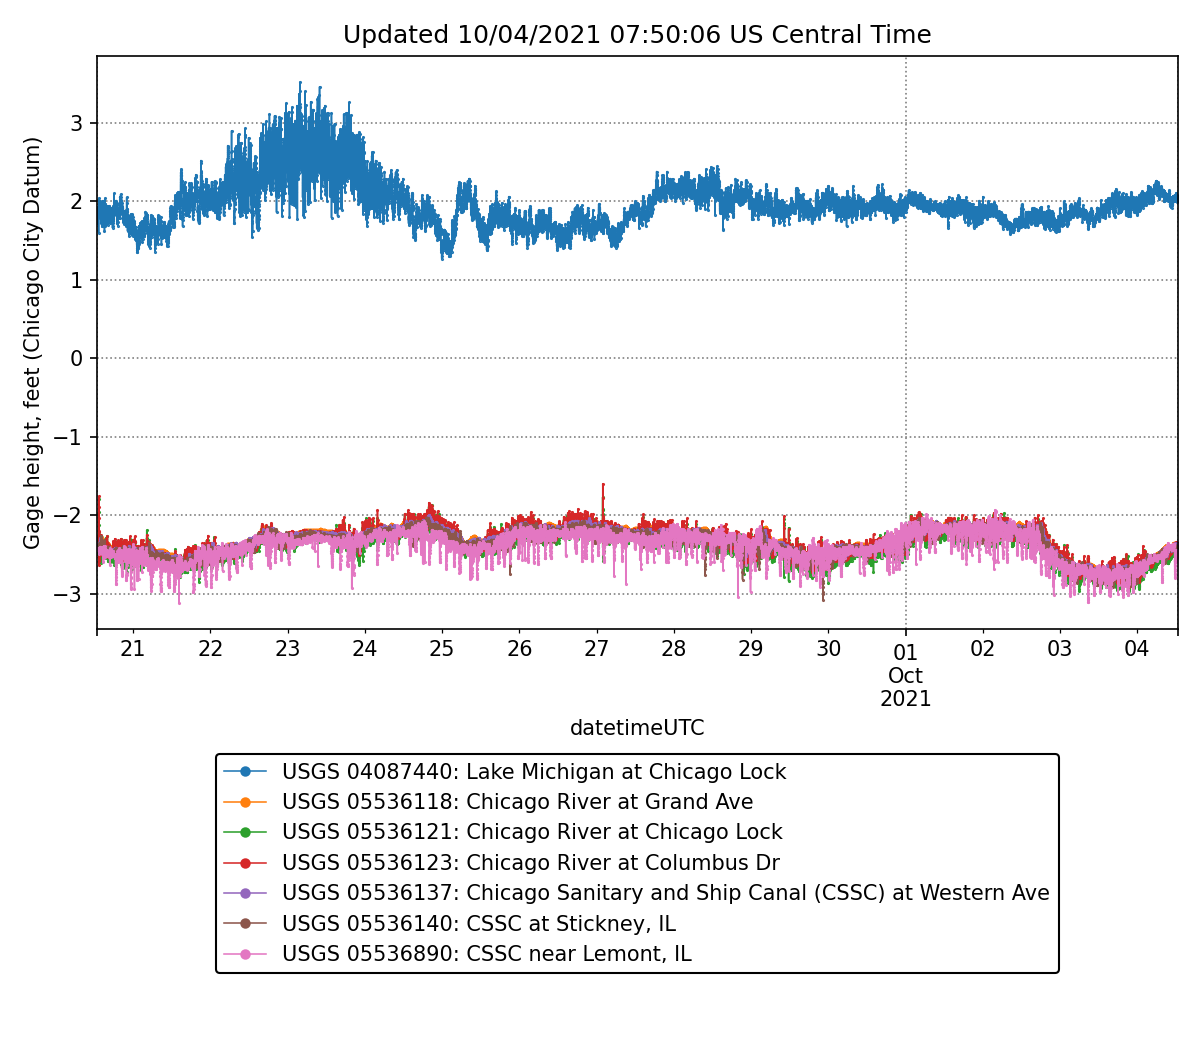 Updated 10/04/2021 07:50:06 US Central Time
Gage height, feet (Chicago City Datum)
3
2
1
0
−1
−2
−3
21 22 23 24 25 26 27 28 29 30 01 02 03 04
Oct
2021
datetimeUTC
USGS 04087440: Lake Michigan at Chicago Lock
USGS 05536118: Chicago River at Grand Ave
USGS 05536121: Chicago River at Chicago Lock
USGS 05536123: Chicago River at Columbus Dr
USGS 05536137: Chicago Sanitary and Ship Canal (CSSC) at Western Ave
USGS 05536140: CSSC at Stickney, IL
USGS 05536890: CSSC near Lemont, IL